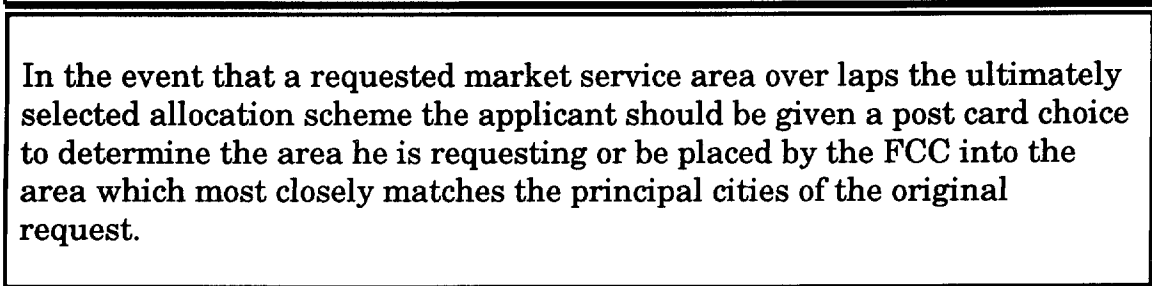 In the event that a requested market service area over laps the ultimately
selected allocation scheme the applicant should be given a post card choice
to determine the area he is requesting or be placed by the FCC into the
area which most closely matches the principal cities of the original
request.